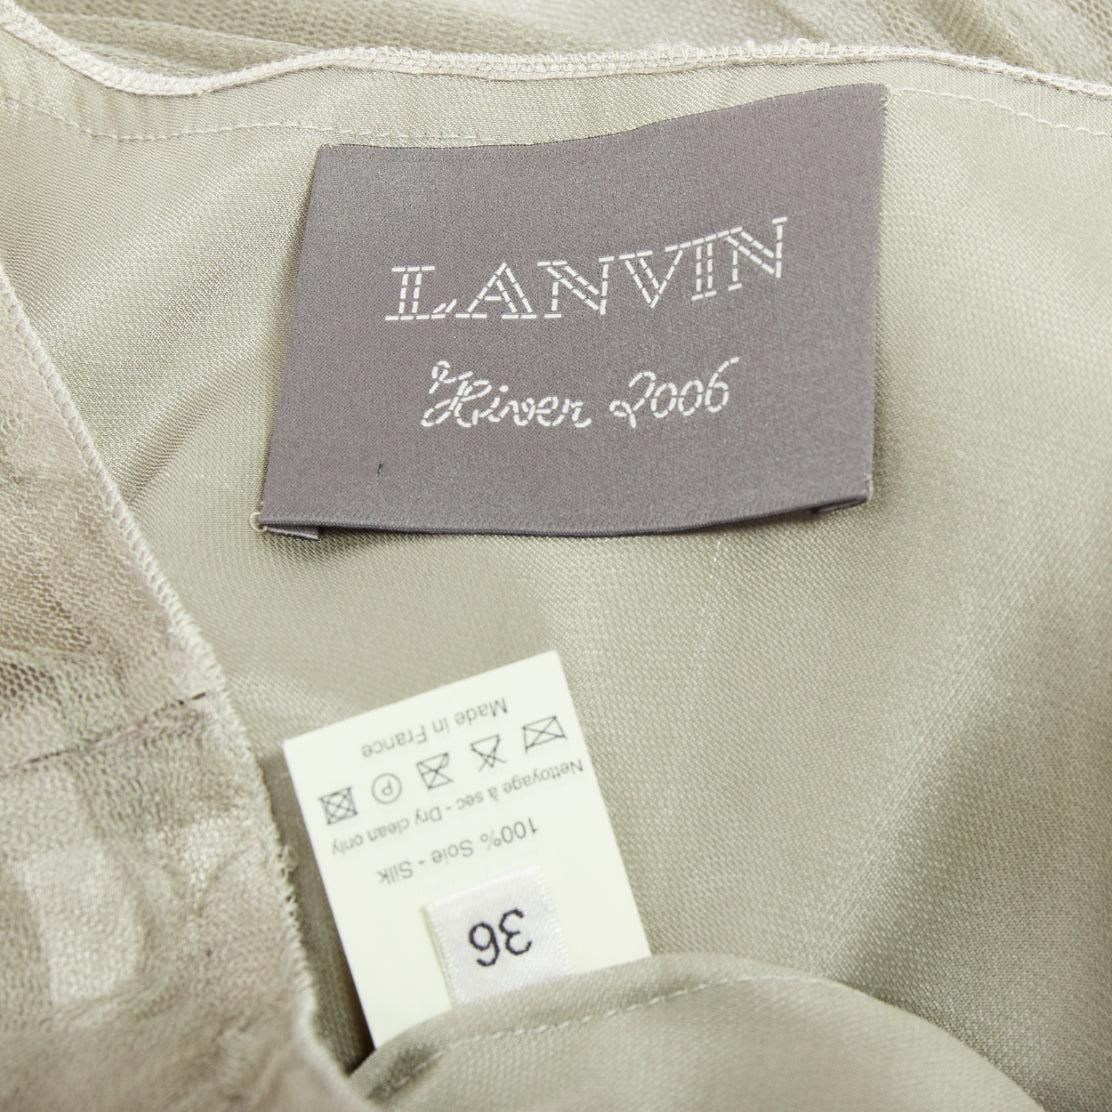 LANVIN
Hiver 2006
36
100% Soie - Silk
Nettoyage à sec - Dry clean only
P
Made in France